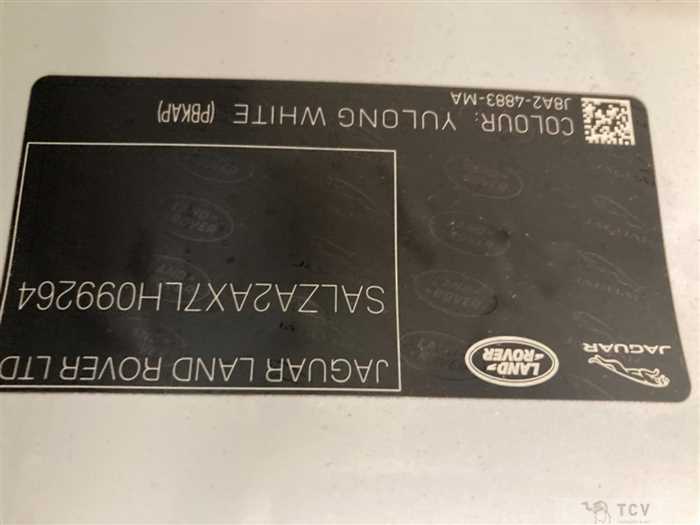 JAGUAR
LAND
ROVER
JAGUAR LAND ROVER LTD
SALZA2AX7LH099264
COLOUR: YULONG WHITE (PBKAP)
J8A2-4883-MA
TCV